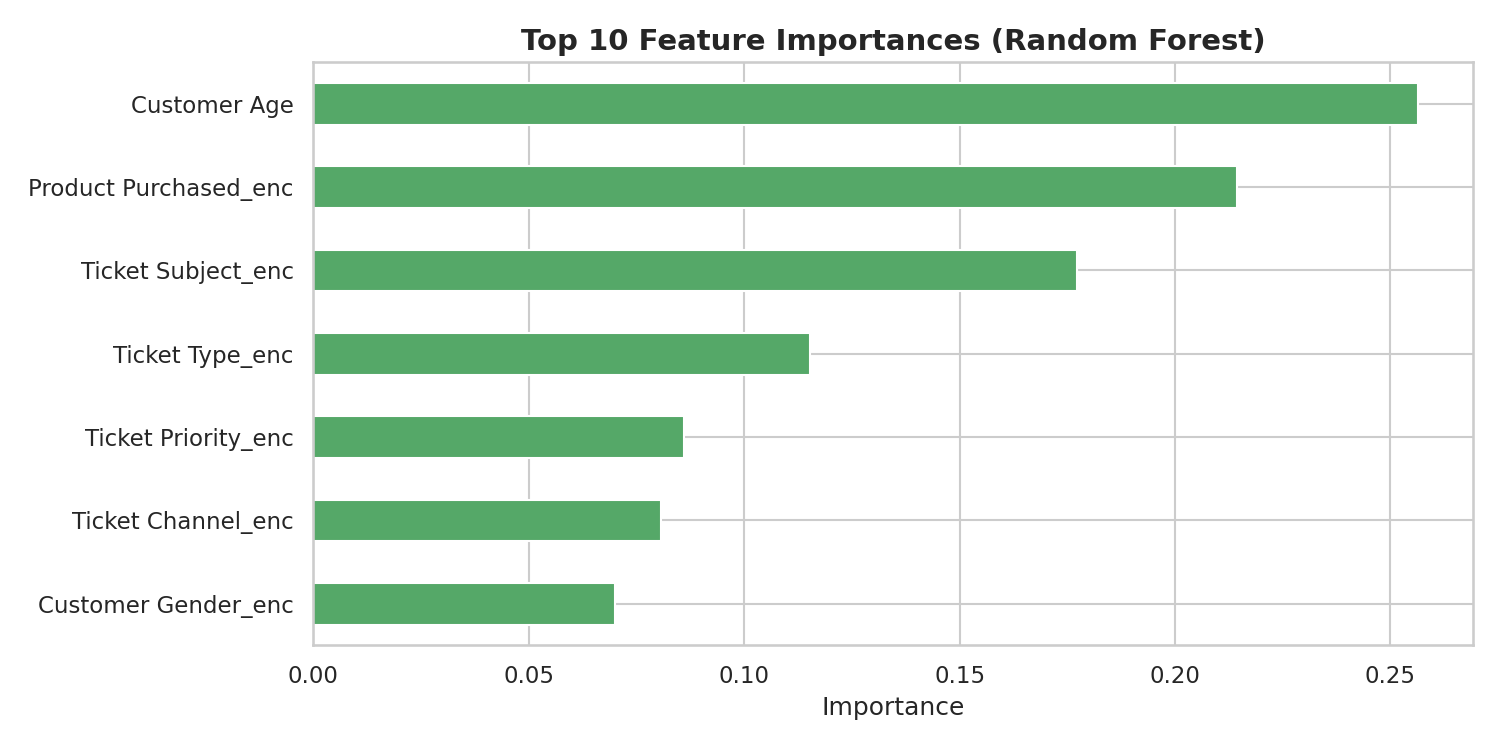 Top 10 Feature Importances (Random Forest)
Customer Age
Product Purchased_enc
Ticket Subject_enc
Ticket Type_enc
Ticket Priority_enc
Ticket Channel_enc
Customer Gender_enc
0.00 0.05 0.10 0.15 0.20 0.25
Importance